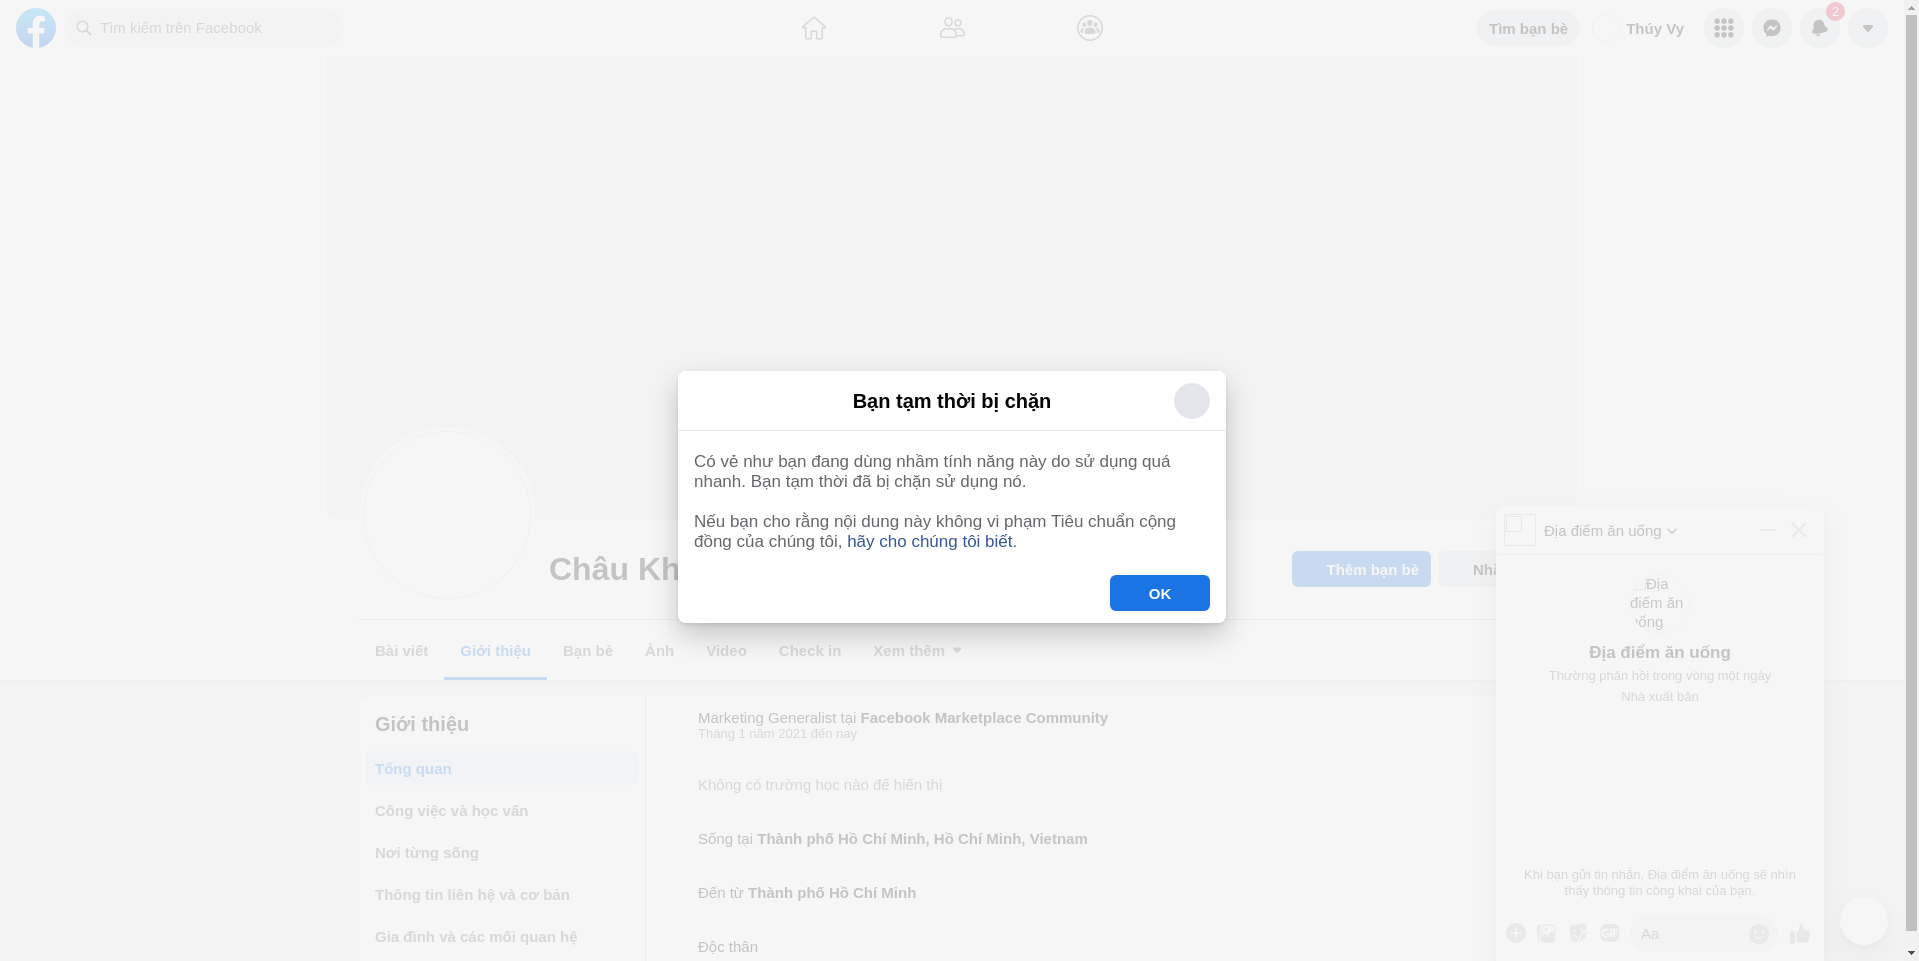 Tìm kiếm trên Facebook
Tìm bạn bè
Thúy Vy
2
Bạn tạm thời bị chặn
Có vẻ như bạn đang dùng nhầm tính năng này do sử dụng quá
nhanh. Bạn tạm thời đã bị chặn sử dụng nó.
Nếu bạn cho rằng nội dung này không vi phạm Tiêu chuẩn cộng
đồng của chúng tôi, hãy cho chúng tôi biết.
OK
Châu Kh
Thêm bạn bè
Bài viết
Giới thiệu
Bạn bè
Ảnh
Video
Check in
Xem thêm
Giới thiệu
Tổng quan
Công việc và học vấn
Nơi từng sống
Thông tin liên hệ và cơ bản
Gia đình và các mối quan hệ
Marketing Generalist tại Facebook Marketplace Community
Tháng 1 năm 2021 đến nay
Không có trường học nào để hiển thị
Sống tại Thành phố Hồ Chí Minh, Hồ Chí Minh, Vietnam
Đến từ Thành phố Hồ Chí Minh
Độc thân
Địa điểm ăn uống
Địa
điểm ăn
uống
Địa điểm ăn uống
Thường phản hồi trong vòng một ngày
Nhà xuất bản
Khi bạn gửi tin nhắn, Địa điểm ăn uống sẽ nhìn
thấy thông tin công khai của bạn.
GIF
Aa